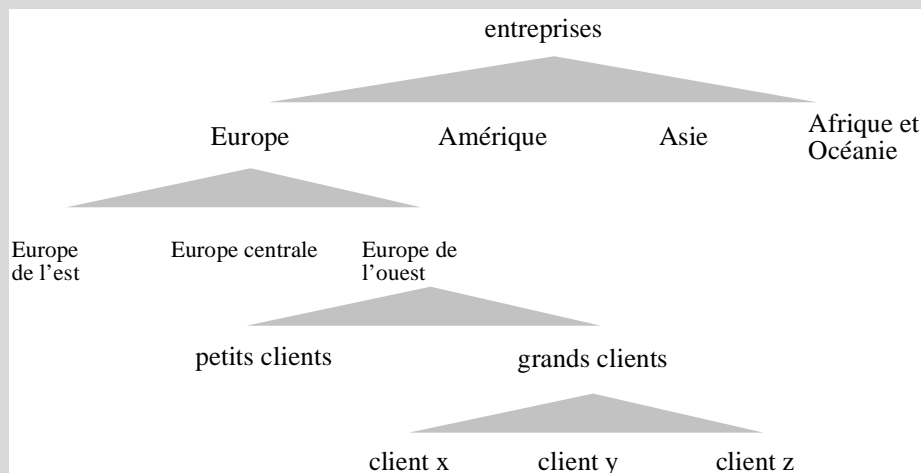 entreprises
Europe
Amérique
Asie
Afrique et
Océanie
Europe
de l’est
Europe centrale
Europe de
l’ouest
petits clients
grands clients
client x
client y
client z